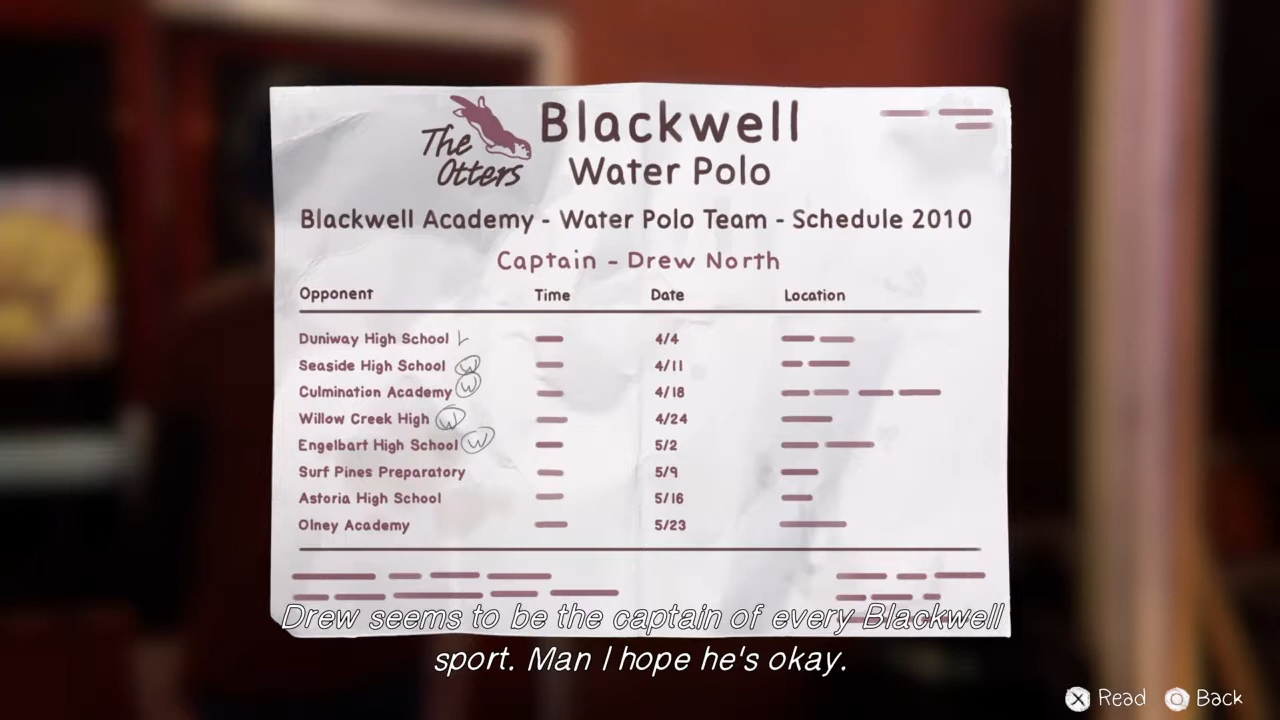 The
Otters
Blackwell
Water Polo
Blackwell Academy - Water Polo Team - Schedule 2010
Captain - Drew North
Opponent Time Date Location
Duniway High School L 4/4
Seaside High School W 4/11
Culmination Academy W 4/18
Willow Creek High W 4/24
Engelbart High School W 5/2
Surf Pines Preparatory 5/9
Astoria High School 5/16
Olney Academy 5/23
Drew seems to be the captain of every Blackwell
sport. Man I hope he's okay.
X Read O Back